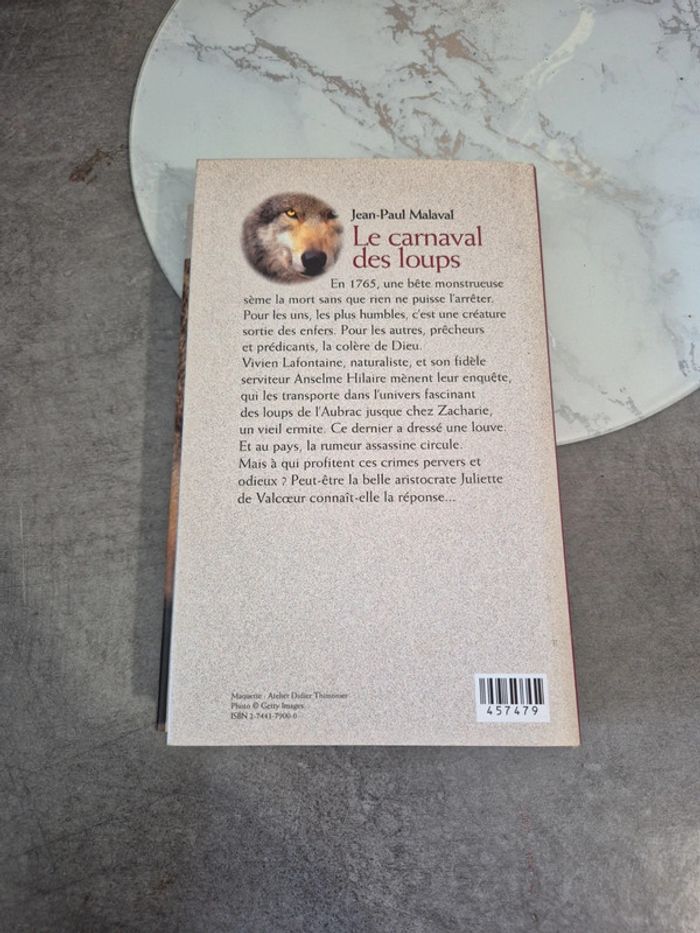 Jean-Paul Malaval
Le carnaval
des loups
En 1765, une bête monstrueuse
sème la mort sans que rien ne puisse l'arrêter.
Pour les uns, les plus humbles, c'est une créature
sortie des enfers. Pour les autres, prêcheurs
et prédicants, la colère de Dieu.
Vivien Lafontaine, naturaliste, et son fidèle
serviteur Anselme Hilaire mènent leur enquête,
qui les transporte dans l'univers fascinant
des loups de l'Aubrac jusque chez Zacharie,
un vieil ermite. Ce dernier a dressé une louve.
Et au pays, la rumeur assassine circule.
Mais à qui profitent ces crimes pervers et
odieux ? Peut-être la belle aristocrate Juliette
de Valcœur connaît-elle la réponse...
Maquette · Atelier Didier Thimonier
Photo © Getty Images
ISBN 2-7441-7900-0
457479